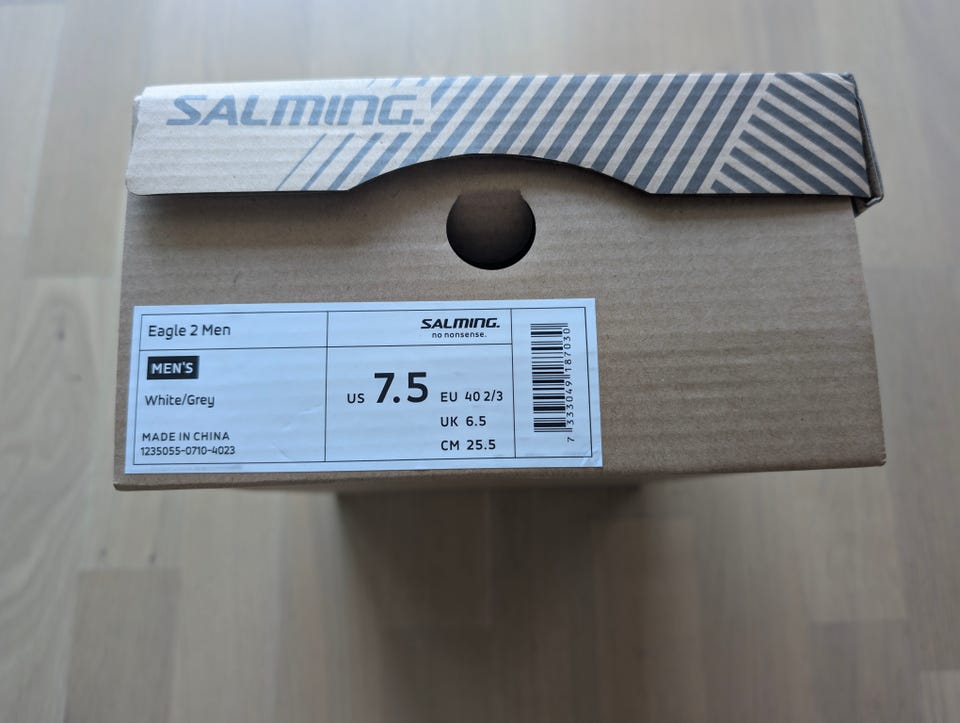 SALMING.
Eagle 2 Men
SALMING.
no nonsense.
MEN'S
White/Grey
US 7.5 EU 40 2/3
UK 6.5
CM 25.5
MADE IN CHINA
1235055-0710-4023
7 333049 187030